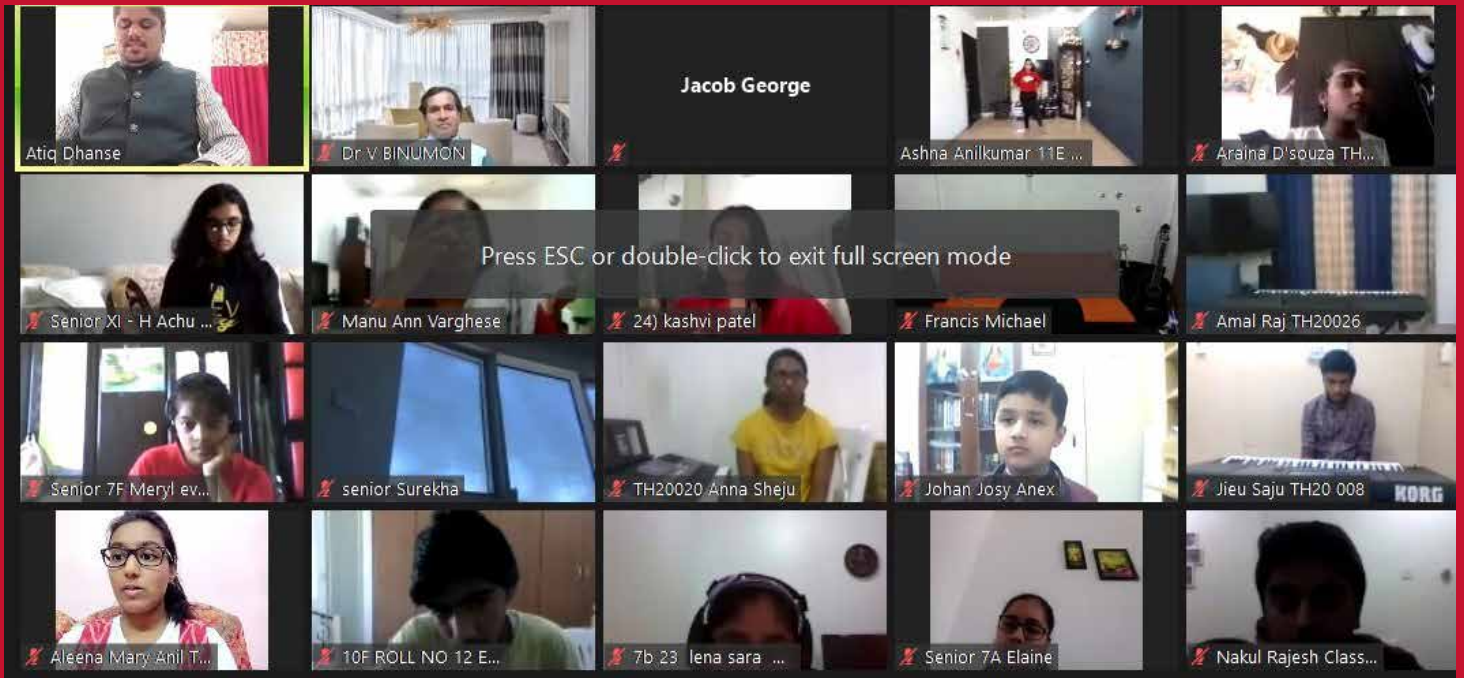 Atiq Dhanse
Dr V BINUMON
Jacob George
Ashna Anilkumar 11E ...
Araina D'souza TH...
Senior XI - H Achu ...
Manu Ann Varghese
24) kashvi patel
Francis Michael
Amal Raj TH20026
Press ESC or double-click to exit full screen mode
Senior 7F Meryl ev...
senior Surekha
TH20020 Anna Sheju
Johan Josy Anex
Jieu Saju TH20 008
KORG
Aleena Mary Anil T...
10F ROLL NO 12 E...
7b 23 lena sara ...
Senior 7A Elaine
Nakul Rajesh Class...